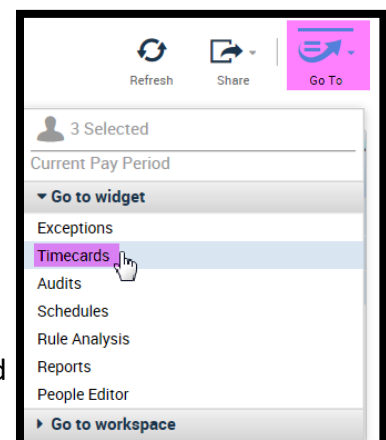 Refresh Share Go To
3 Selected
Current Pay Period
Go to widget
Exceptions
Timecards
Audits
Schedules
Rule Analysis
Reports
People Editor
Go to workspace